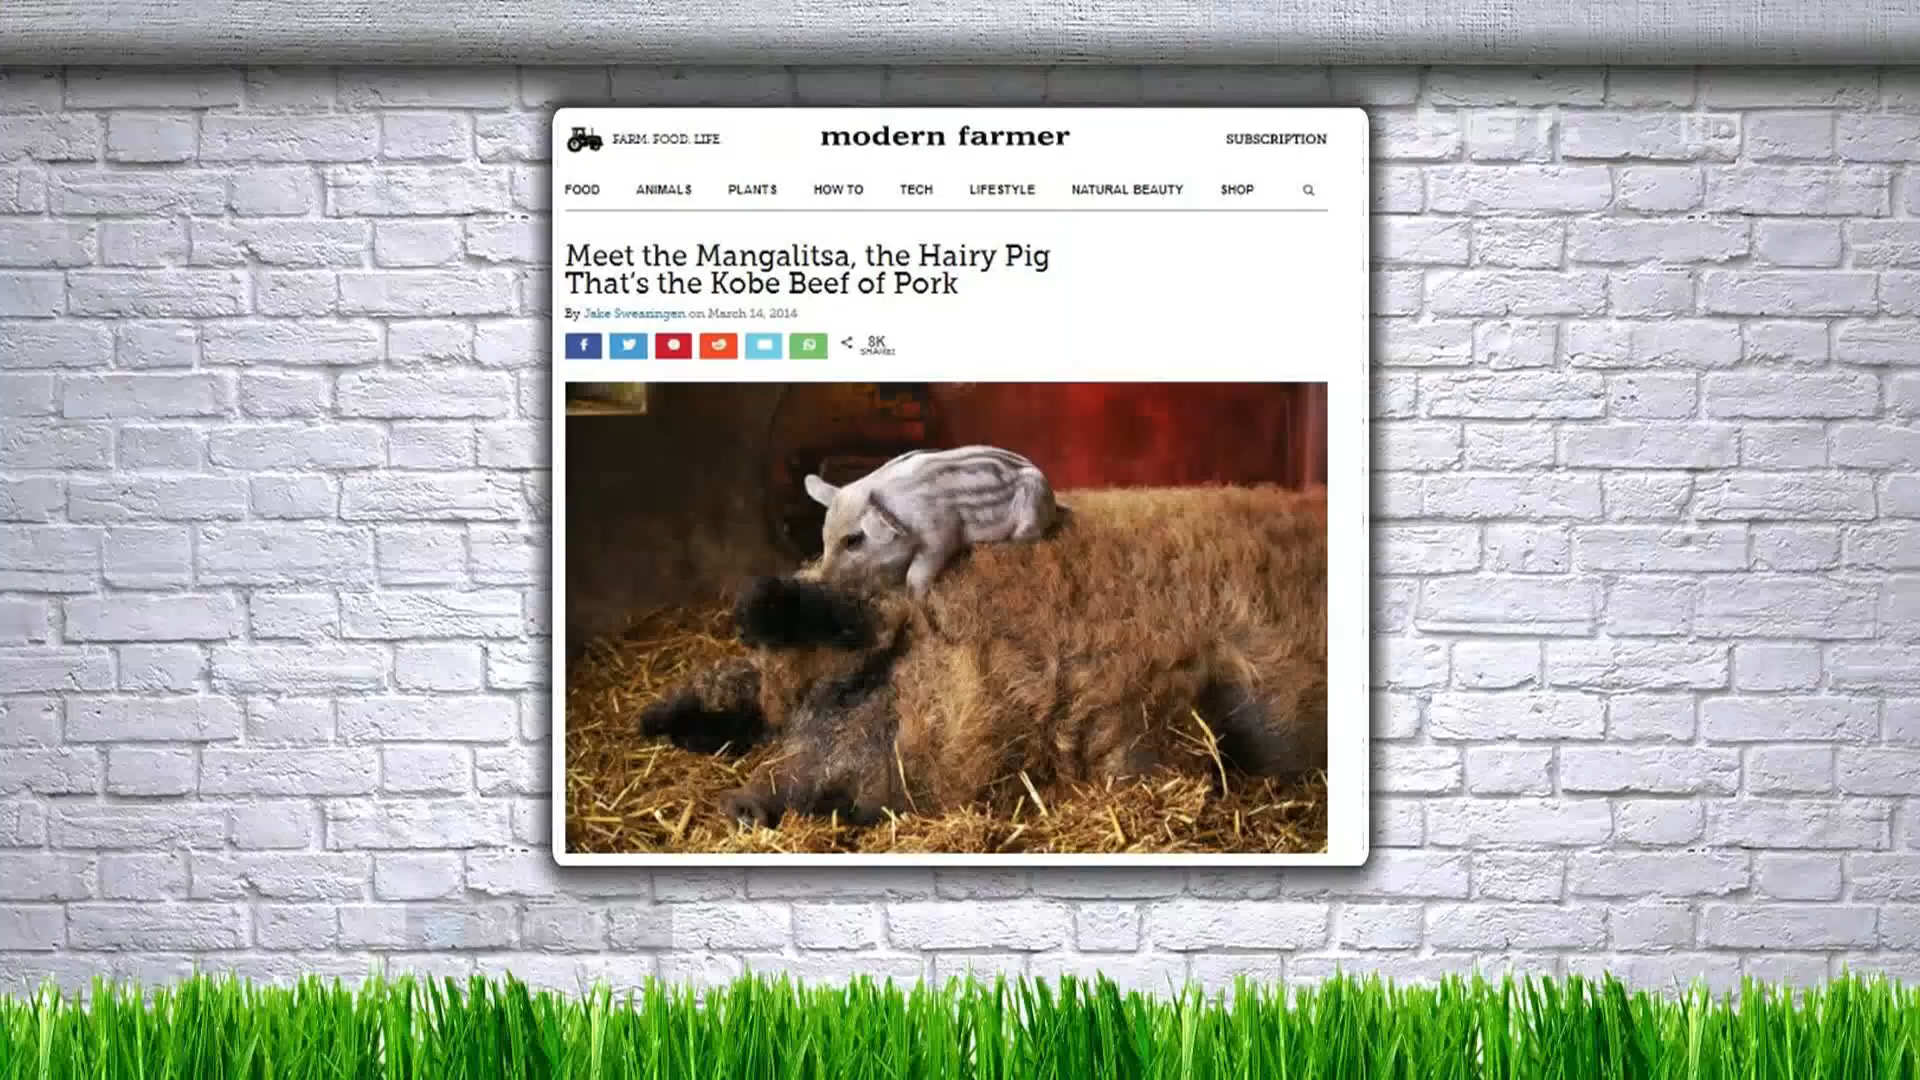 FARM. FOOD. LIFE.
modern farmer
SUBSCRIPTION
FOOD ANIMALS PLANTS HOW TO TECH LIFESTYLE NATURAL BEAUTY SHOP
Meet the Mangalitsa, the Hairy Pig
That's the Kobe Beef of Pork
By Jake Swearingen on March 14, 2014
8K
SHARES